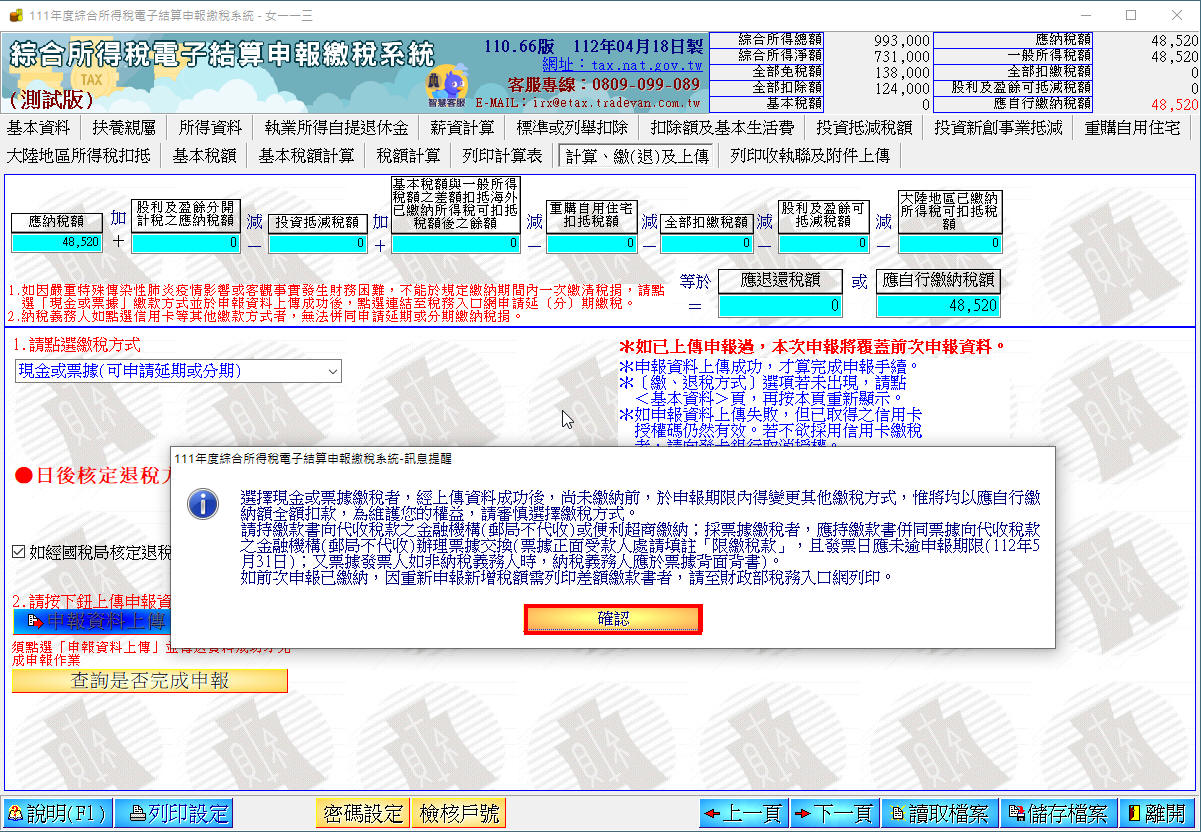 111年度綜合所得稅電子結算申報繳稅系統 - 女一一三
綜合所得稅電子結算申報繳稅系統
TAX
(測試版)
110.66版 112年04月18日製
網址：tax.nat.gov.tw
客服專線：0809-099-089
E-MAIL：irx@etax.tradevan.com.tw
智慧客服
綜合所得總額 993,000 應納稅額 48,520
綜合所得淨額 731,000 一般所得稅額 48,520
全部免稅額 138,000 全部扣繳稅額 0
全部扣除額 124,000 股利及盈餘可抵減稅額 0
基本稅額 0 應自行繳納稅額 48,520
基本資料 扶養親屬 所得資料 執業所得自提退休金 薪資計算 標準或列舉扣除 扣除額及基本生活費 投資抵減稅額 投資新創事業抵減 重購自用住宅
大陸地區所得稅扣抵 基本稅額 基本稅額計算 稅額計算 列印計算表 計算、繳(退)及上傳 列印收執聯及附件上傳
應納稅額
48,520
加
＋
股利及盈餘分開
計稅之應納稅額
0
減
－
投資抵減稅額
0
加
＋
基本稅額與一般所得
稅額之差額扣抵海外
已繳納所得稅可扣抵
稅額後之餘額
0
減
－
重購自用住宅
扣抵稅額
0
減
－
全部扣繳稅額
0
減
－
股利及盈餘可
抵減稅額
0
減
－
大陸地區已繳納
所得稅可扣抵稅
額
0
等於
＝
應退還稅額
0
或
應自行繳納稅額
48,520
1.如因嚴重特殊傳染性肺炎疫情影響或客觀事實發生財務困難，不能於規定繳納期間內一次繳清稅捐，請點
選「現金或票據」繳款方式並於申報資料上傳成功後，點選連結至稅務入口網申請延（分）期繳稅。
2.納稅義務人如點選信用卡等其他繳款方式者，無法併同申請延期或分期繳納稅捐。
1.請點選繳稅方式
現金或票據(可申請延期或分期)
＊如已上傳申報過，本次申報將覆蓋前次申報資料。
＊申報資料上傳成功，才算完成申報手續。
＊〔繳、退稅方式〕選項若未出現，請點
＜基本資料＞頁，再按本頁重新顯示。
＊如申報資料上傳失敗，但已取得之信用卡
授權碼仍然有效。若不欲採用信用卡繳稅
者，請向發卡銀行取消授權。
●日後核定退稅方
如經國稅局核定退稅
2.請按下鈕上傳申報資
申報資料上傳
須點選「申報資料上傳」並傳送資料成功才完
成申報作業
查詢是否完成申報
111年度綜合所得稅電子結算申報繳稅系統-訊息提醒
選擇現金或票據繳稅者，經上傳資料成功後，尚未繳納前，於申報期限內得變更其他繳稅方式，惟將均以應自行繳
納額全額扣款，為維護您的權益，請審慎選擇繳稅方式。
請持繳款書向代收稅款之金融機構(郵局不代收)或便利超商繳納；採票據繳稅者，應持繳款書併同票據向代收稅款
之金融機構(郵局不代收)辦理票據交換(票據正面受款人處請填註「限繳稅款」，且發票日應未逾申報期限(112年5
月31日)；又票據發票人如非納稅義務人時，納稅義務人應於票據背面背書)。
如前次申報已繳納，因重新申報新增稅額需列印差額繳款書者，請至財政部稅務入口網列印。
確認
說明(F1) 列印設定 密碼設定 檢核戶號 上一頁 下一頁 讀取檔案 儲存檔案 離開